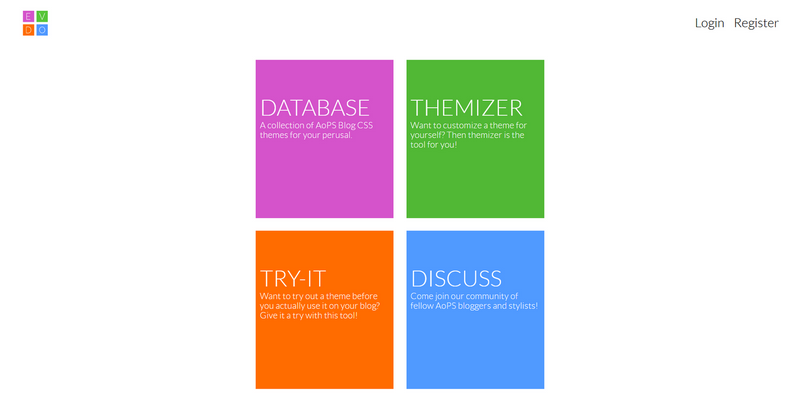 E V
D O
Login Register
DATABASE
A collection of AoPS Blog CSS
themes for your perusal.
THEMIZER
Want to customize a theme for
yourself? Then themizer is the
tool for you!
TRY-IT
Want to try out a theme before
you actually use it on your blog?
Give it a try with this tool!
DISCUSS
Come join our community of
fellow AoPS bloggers and stylists!